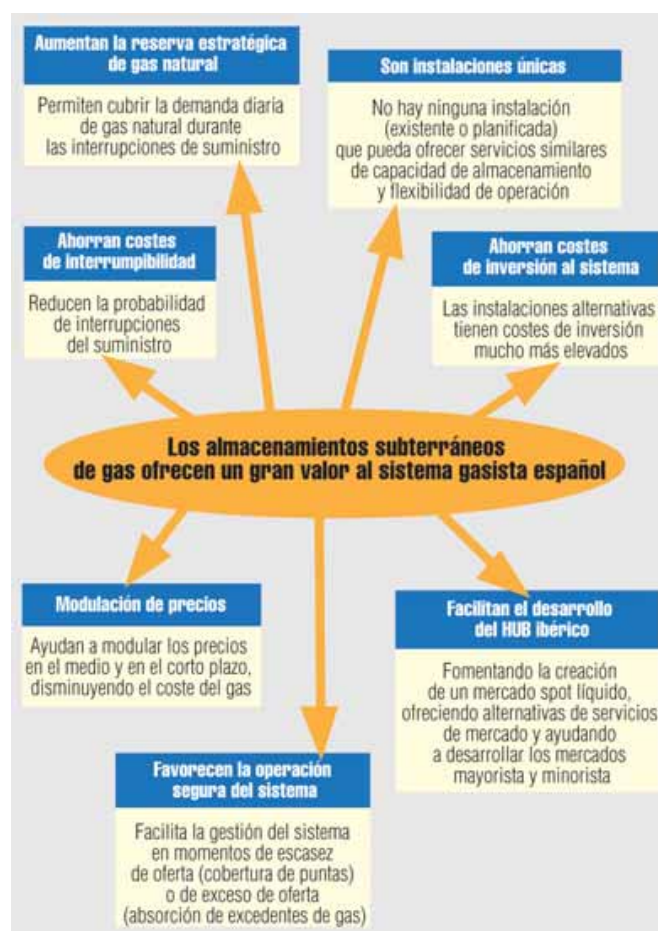 Aumentan la reserva estratégica
de gas natural
Permiten cubrir la demanda diaria
de gas natural durante
las interrupciones de suministro
Son instalaciones únicas
No hay ninguna instalación
(existente o planificada)
que pueda ofrecer servicios similares
de capacidad de almacenamiento
y flexibilidad de operación
Ahorran costes
de interrumpibilidad
Reducen la probabilidad
de interrupciones
del suministro
Ahorran costes
de inversión al sistema
Las instalaciones alternativas
tienen costes de inversión
mucho más elevados
Los almacenamientos subterráneos
de gas ofrecen un gran valor al sistema gasista español
Modulación de precios
Ayudan a modular los precios
en el medio y en el corto plazo,
disminuyendo el coste del gas
Facilitan el desarrollo
del HUB ibérico
Fomentando la creación
de un mercado spot líquido,
ofreciendo alternativas de servicios
de mercado y ayudando
a desarrollar los mercados
mayorista y minorista
Favorecen la operación
segura del sistema
Facilita la gestión del sistema
en momentos de escasez
de oferta (cobertura de puntas)
o de exceso de oferta
(absorción de excedentes de gas)